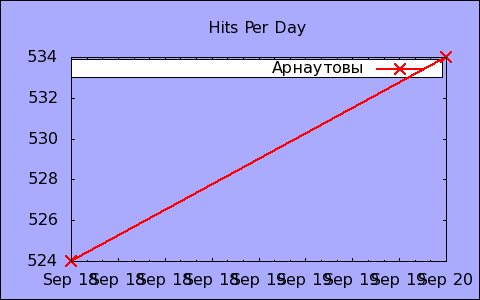 Hits Per Day
534
Арнаутовы
532
530
528
526
524
Sep 18 Sep 18 Sep 18 Sep 18 Sep 19 Sep 19 Sep 19 Sep 19 Sep 20